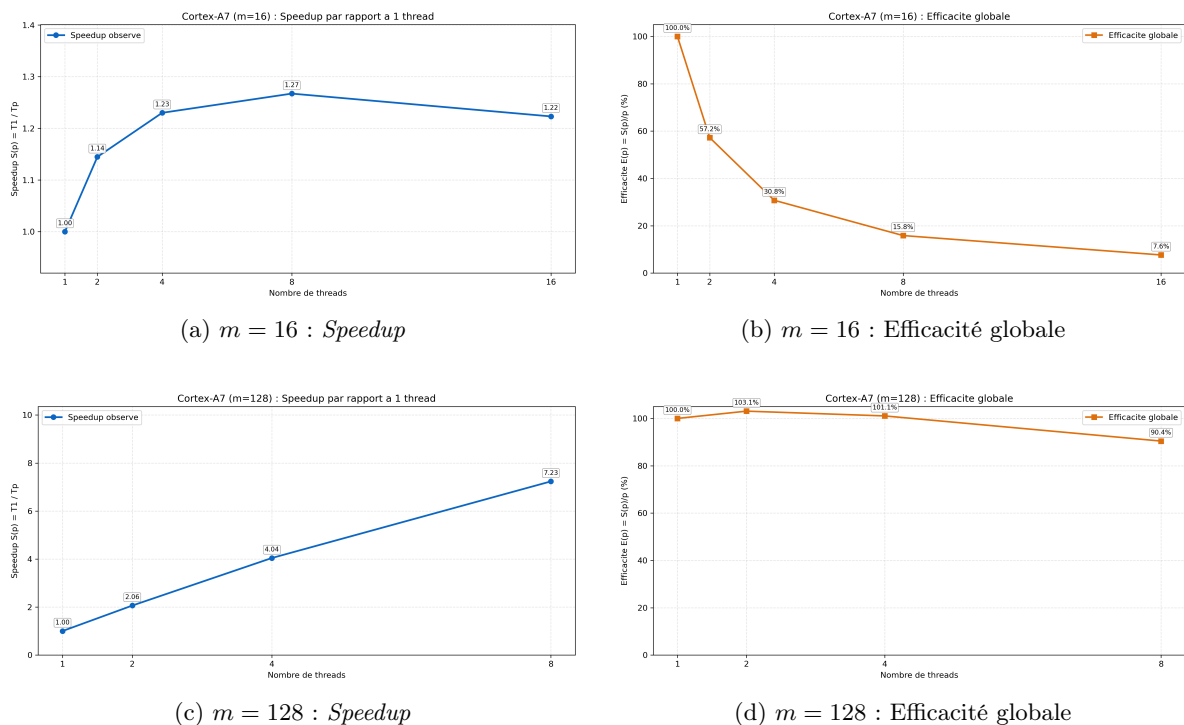 Cortex-A7 (m=16) : Speedup par rapport a 1 thread
Speedup observe
Speedup S(p) = T1 / Tp
1.4
1.3
1.2
1.1
1.0
1.00
1.14
1.23
1.27
1.22
1 2 4 8 16
Nombre de threads
(a) m = 16 : Speedup
Cortex-A7 (m=16) : Efficacite globale
Efficacite globale
Efficacite E(p) = S(p)/p (%)
100
80
60
40
20
0
100.0%
57.2%
30.8%
15.8%
7.6%
1 2 4 8 16
Nombre de threads
(b) m = 16 : Efficacité globale
Cortex-A7 (m=128) : Speedup par rapport a 1 thread
Speedup observe
Speedup S(p) = T1 / Tp
10
8
6
4
2
0
1.00
2.06
4.04
7.23
1 2 4 8
Nombre de threads
(c) m = 128 : Speedup
Cortex-A7 (m=128) : Efficacite globale
Efficacite globale
Efficacite E(p) = S(p)/p (%)
100
80
60
40
20
0
100.0%
103.1%
101.1%
90.4%
1 2 4 8
Nombre de threads
(d) m = 128 : Efficacité globale